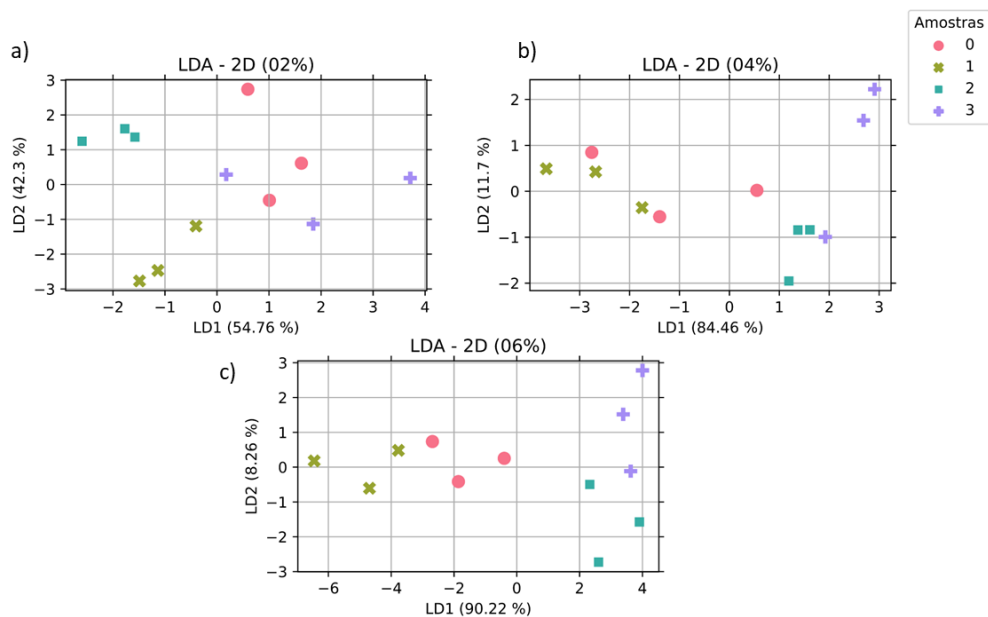 Amostras
0
1
2
3
a)
LDA - 2D (02%)
3
2
1
0
−1
−2
−3
LD2 (42.3 %)
−2 −1 0 1 2 3 4
LD1 (54.76 %)
b)
LDA - 2D (04%)
2
1
0
−1
−2
LD2 (11.7 %)
−3 −2 −1 0 1 2 3
LD1 (84.46 %)
c)
LDA - 2D (06%)
3
2
1
0
−1
−2
−3
LD2 (8.26 %)
−6 −4 −2 0 2 4
LD1 (90.22 %)